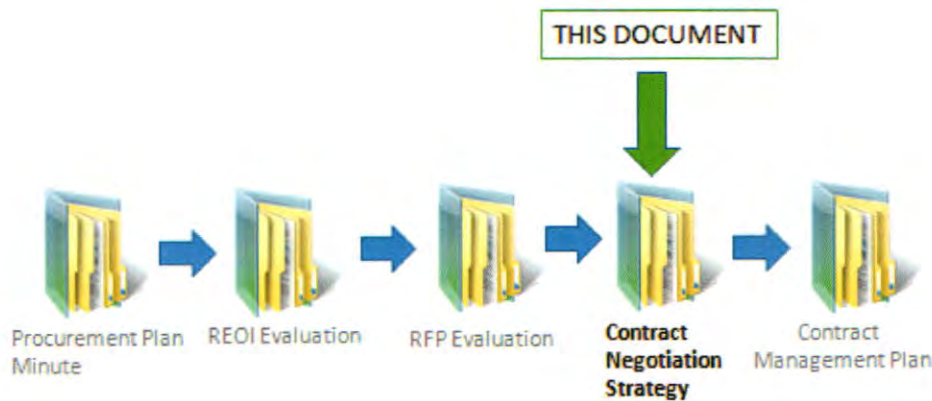 THIS DOCUMENT
Procurement Plan
Minute
REOI Evaluation
RFP Evaluation
Contract
Negotiation
Strategy
Contract
Management Plan